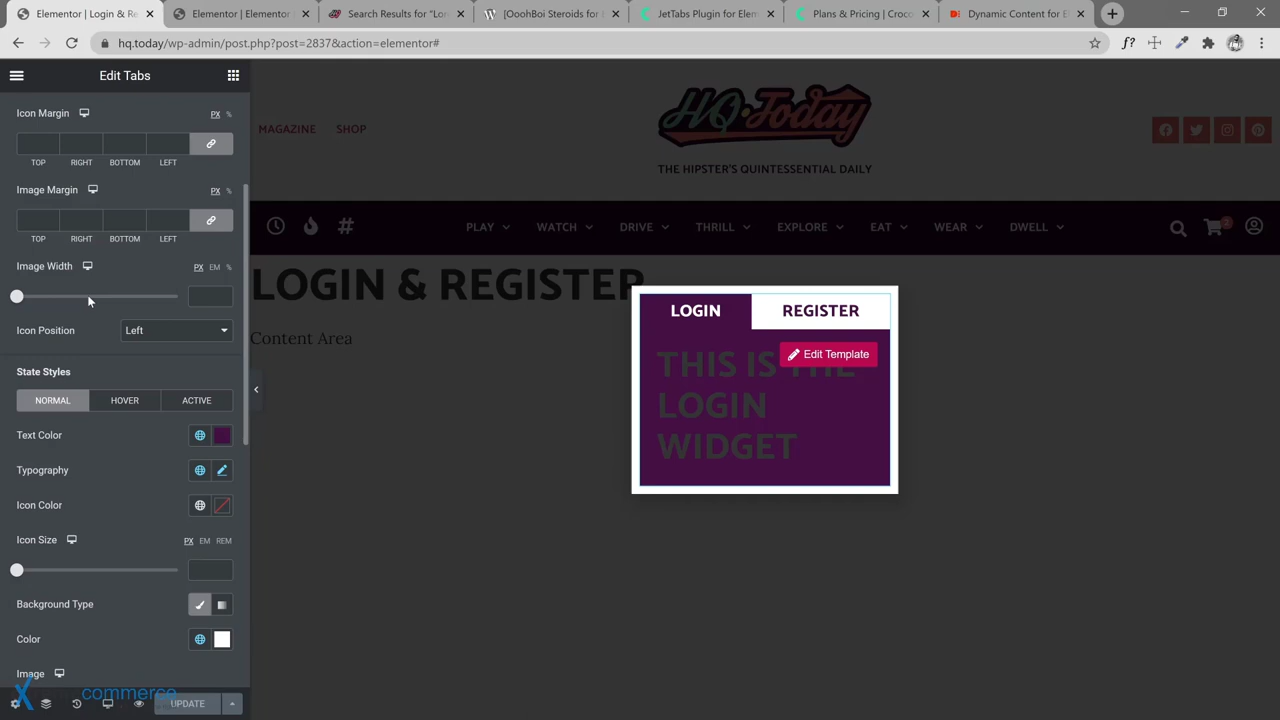 Elementor | Login & Re
Elementor | Elementor
Search Results for "Lon
[OoohBoi Steroids for
JetTabs Plugin for Elem
Plans & Pricing | Croco
Dynamic Content for E
hq.today/wp-admin/post.php?post=2837&action=elementor#
f?
Edit Tabs
Icon Margin
PX %
TOP RIGHT BOTTOM LEFT
Image Margin
PX %
TOP RIGHT BOTTOM LEFT
Image Width
PX EM %
Icon Position
Left
State Styles
NORMAL HOVER ACTIVE
Text Color
Typography
Icon Color
Icon Size
PX EM REM
Background Type
Color
Image
commerce
UPDATE
MAGAZINE SHOP
HQ•Today
THE HIPSTER'S QUINTESSENTIAL DAILY
PLAY WATCH DRIVE THRILL EXPLORE EAT WEAR DWELL
2
LOGIN & REGISTER
Content Area
LOGIN REGISTER
Edit Template
THIS IS THE
LOGIN
WIDGET